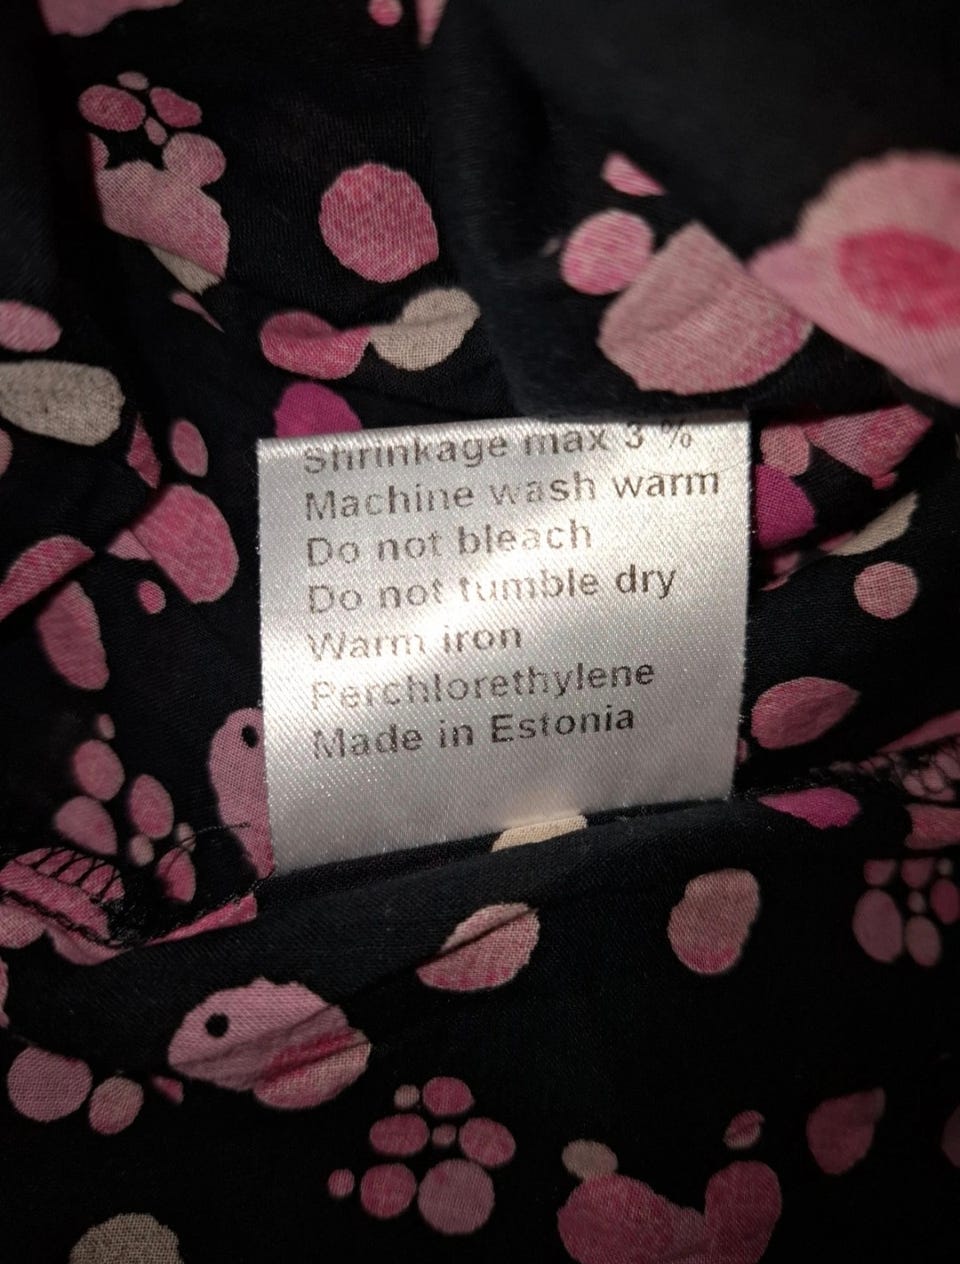 Shrinkage max 3 %
Machine wash warm
Do not bleach
Do not tumble dry
Warm iron
Perchlorethylene
Made in Estonia